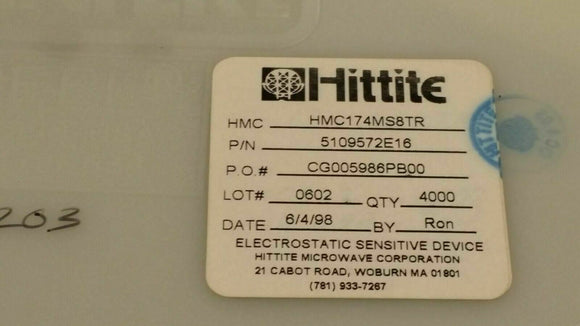 Hittite
HMC HMC174MS8TR
P/N 5109572E16
P.O.# CG005986PB00
LOT# 0602 QTY 4000
DATE 6/4/98 BY Ron
ELECTROSTATIC SENSITIVE DEVICE
HITTITE MICROWAVE CORPORATION
21 CABOT ROAD, WOBURN MA 01801
(781) 933-7267
203